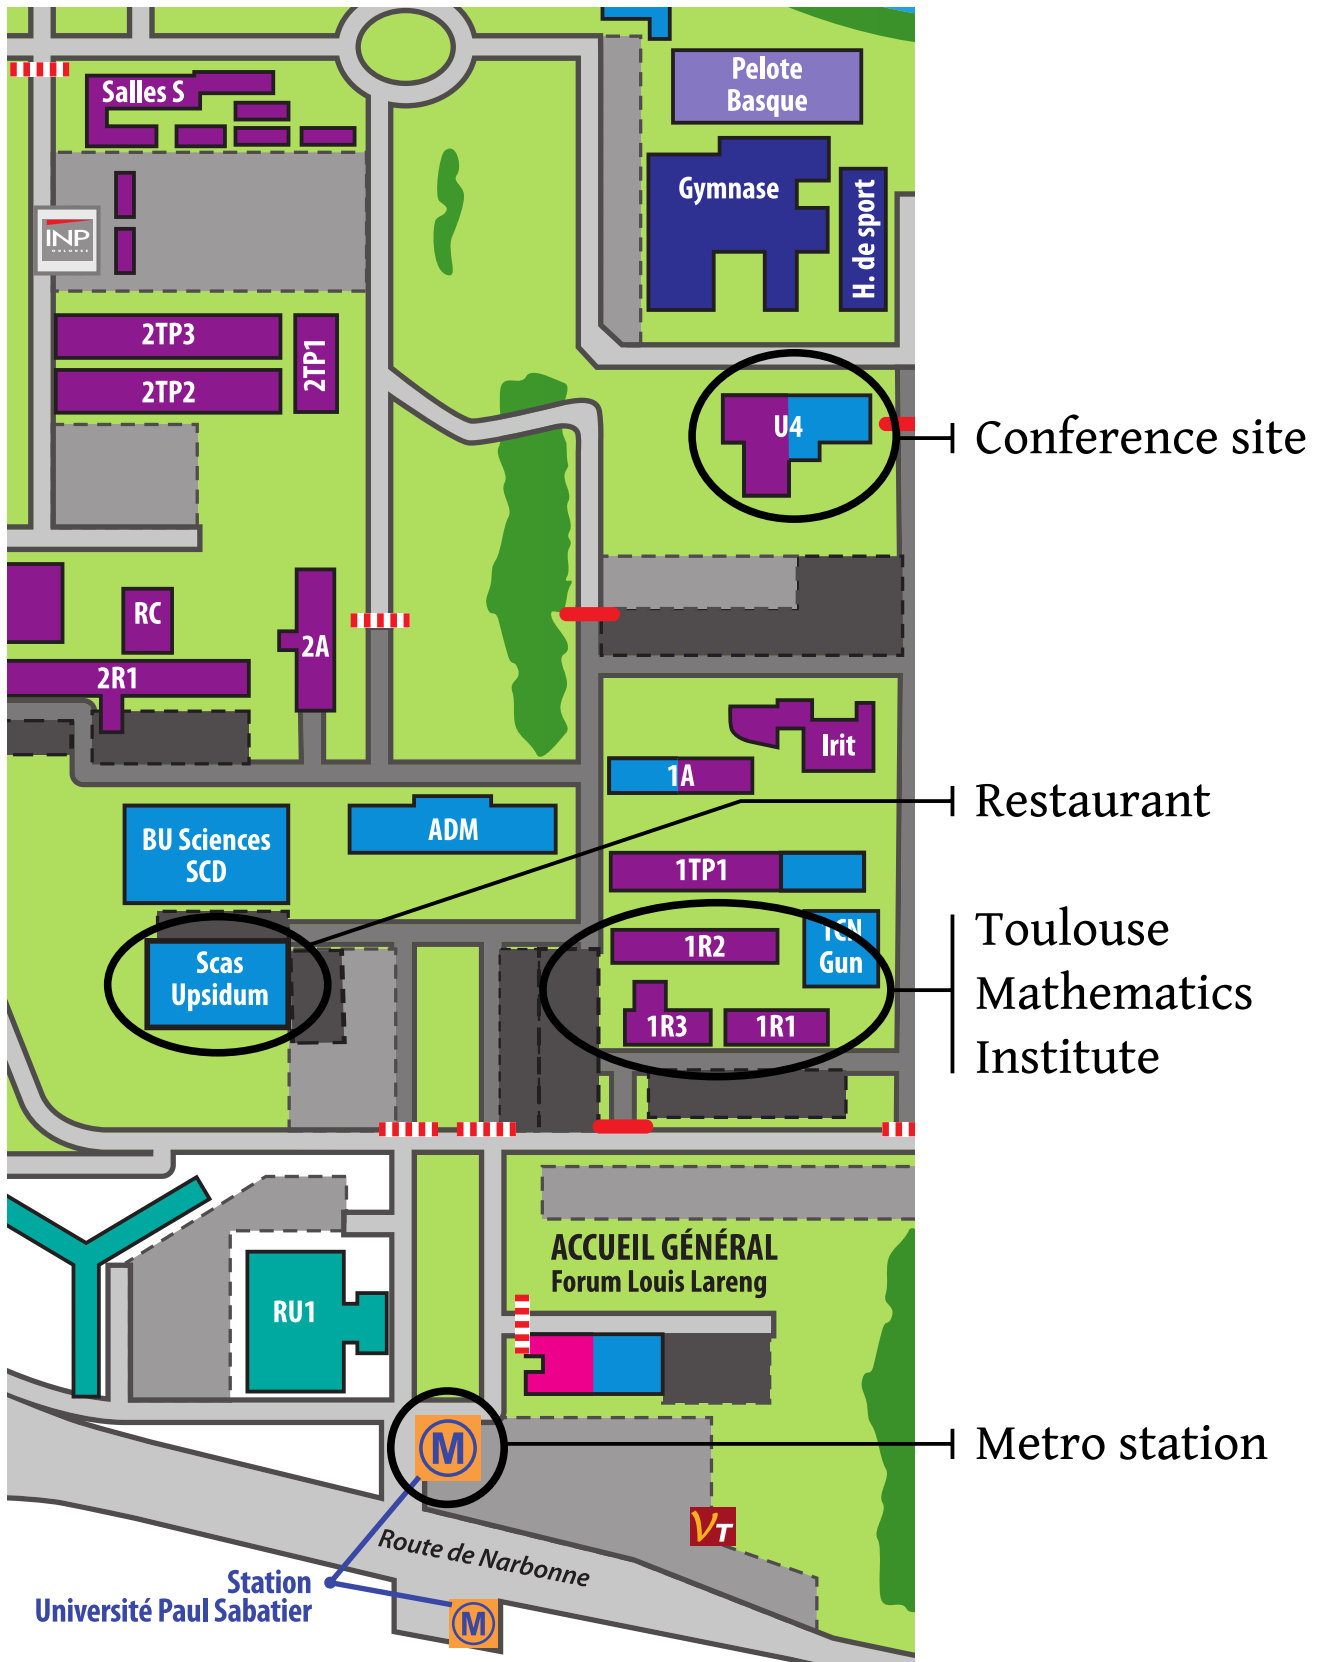 Pelote
Basque
Salles S
Gymnase
H. de sport
INP
2TP3
2TP1
2TP2
U4
Conference site
RC
2A
2R1
Irit
1A
Restaurant
BU Sciences
SCD
ADM
1TP1
Toulouse
Mathematics
Institute
1R2
TCN
Gun
Scas
Upsidum
1R3
1R1
ACCUEIL GÉNÉRAL
Forum Louis Lareng
RU1
M
Metro station
VT
Route de Narbonne
Station
Université Paul Sabatier
M